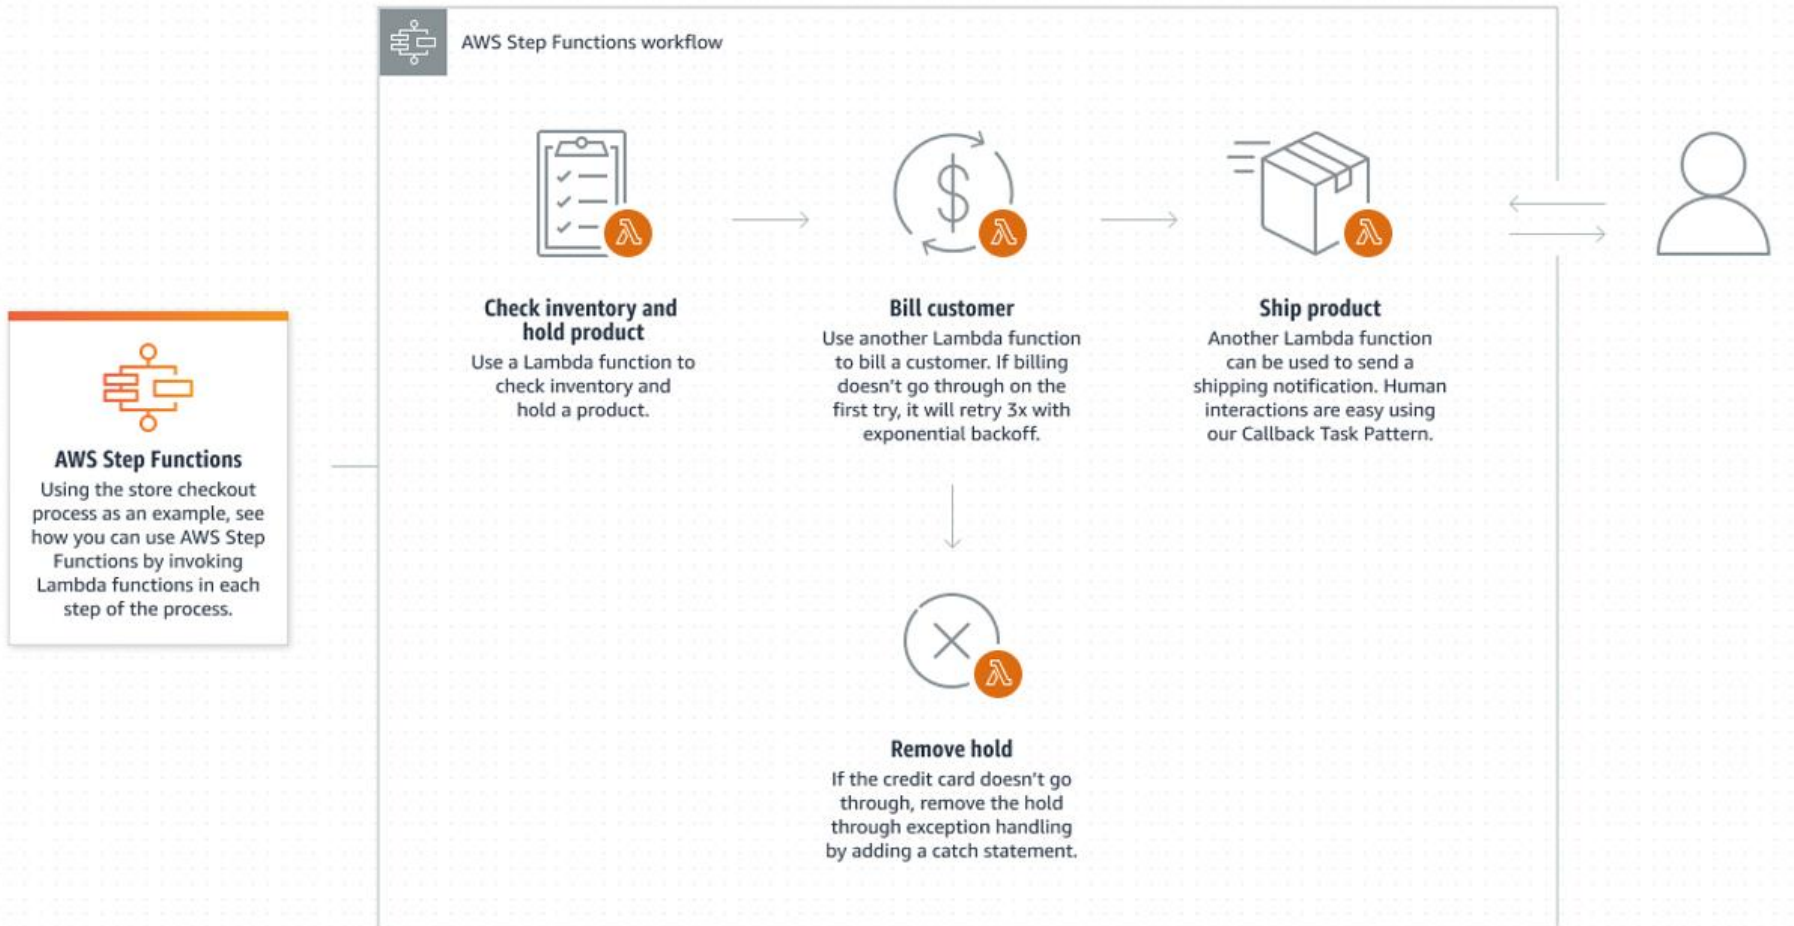 AWS Step Functions workflow
Check inventory and
hold product
Use a Lambda function to
check inventory and
hold a product.
Bill customer
Use another Lambda function
to bill a customer. If billing
doesn't go through on the
first try, it will retry 3x with
exponential backoff.
Ship product
Another Lambda function
can be used to send a
shipping notification. Human
interactions are easy using
our Callback Task Pattern.
AWS Step Functions
Using the store checkout
process as an example, see
how you can use AWS Step
Functions by invoking
Lambda functions in each
step of the process.
Remove hold
If the credit card doesn't go
through, remove the hold
through exception handling
by adding a catch statement.